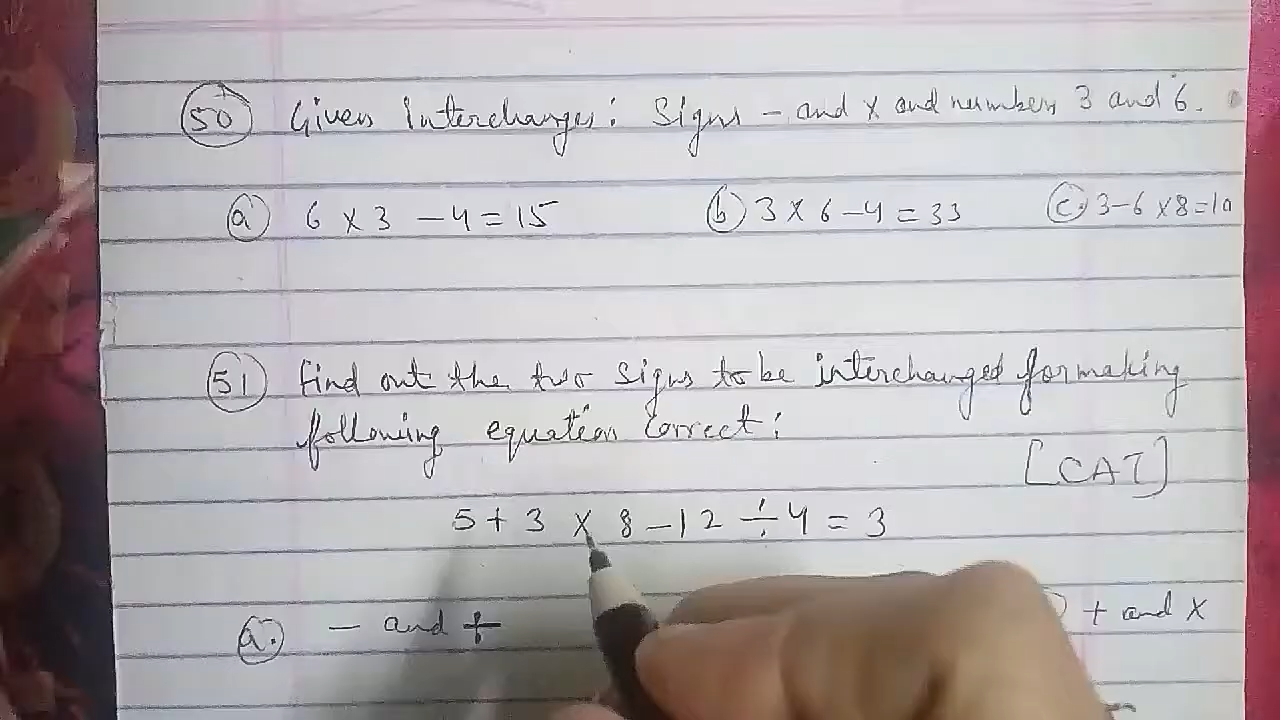 50 Given Interchanges: Signs - and × and numbers 3 and 6.
a 6 × 3 - 4 = 15 b 3 × 6 - 4 = 33 c. 3 - 6 × 8 = 10
51 Find out the two signs to be interchanged for making
following equation correct:
[CAT]
5 + 3 × 8 - 12 ÷ 4 = 3
a. - and + + and ×